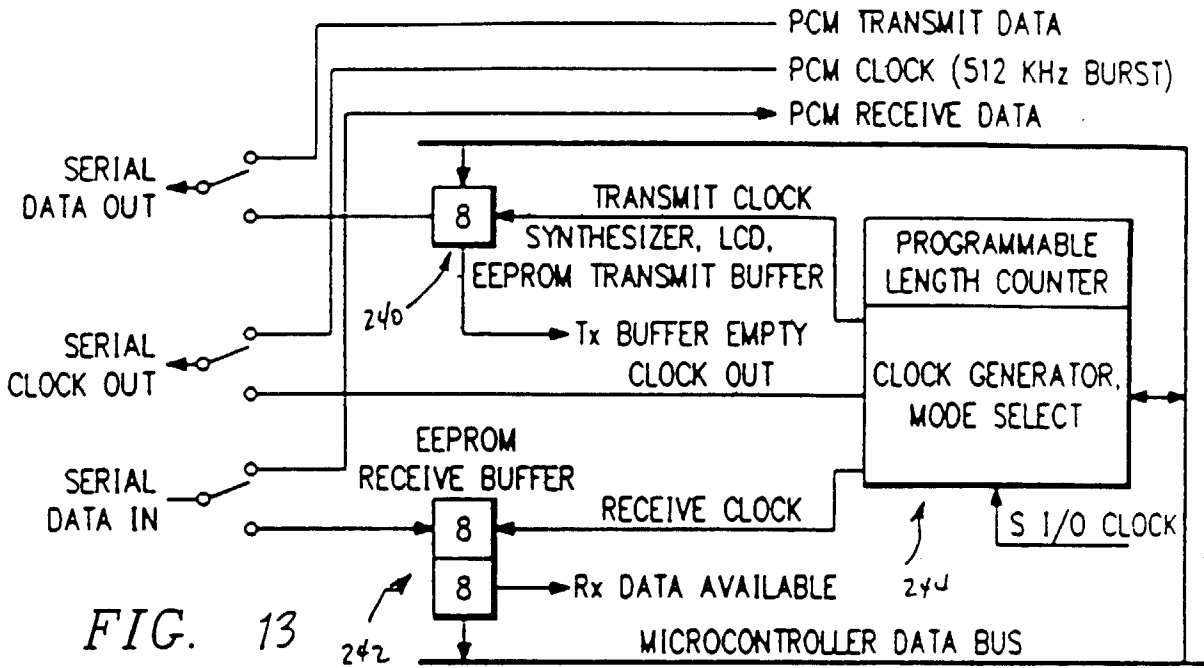 PCM TRANSMIT DATA
PCM CLOCK (512 KHz BURST)
PCM RECEIVE DATA
SERIAL
DATA OUT
8
TRANSMIT CLOCK
SYNTHESIZER, LCD,
EEPROM TRANSMIT BUFFER
240
PROGRAMMABLE
LENGTH COUNTER
Tx BUFFER EMPTY
SERIAL
CLOCK OUT
CLOCK OUT
CLOCK GENERATOR,
MODE SELECT
EEPROM
RECEIVE BUFFER
SERIAL
DATA IN
8
RECEIVE CLOCK
S I/O CLOCK
8
Rx DATA AVAILABLE
244
FIG. 13
242
MICROCONTROLLER DATA BUS